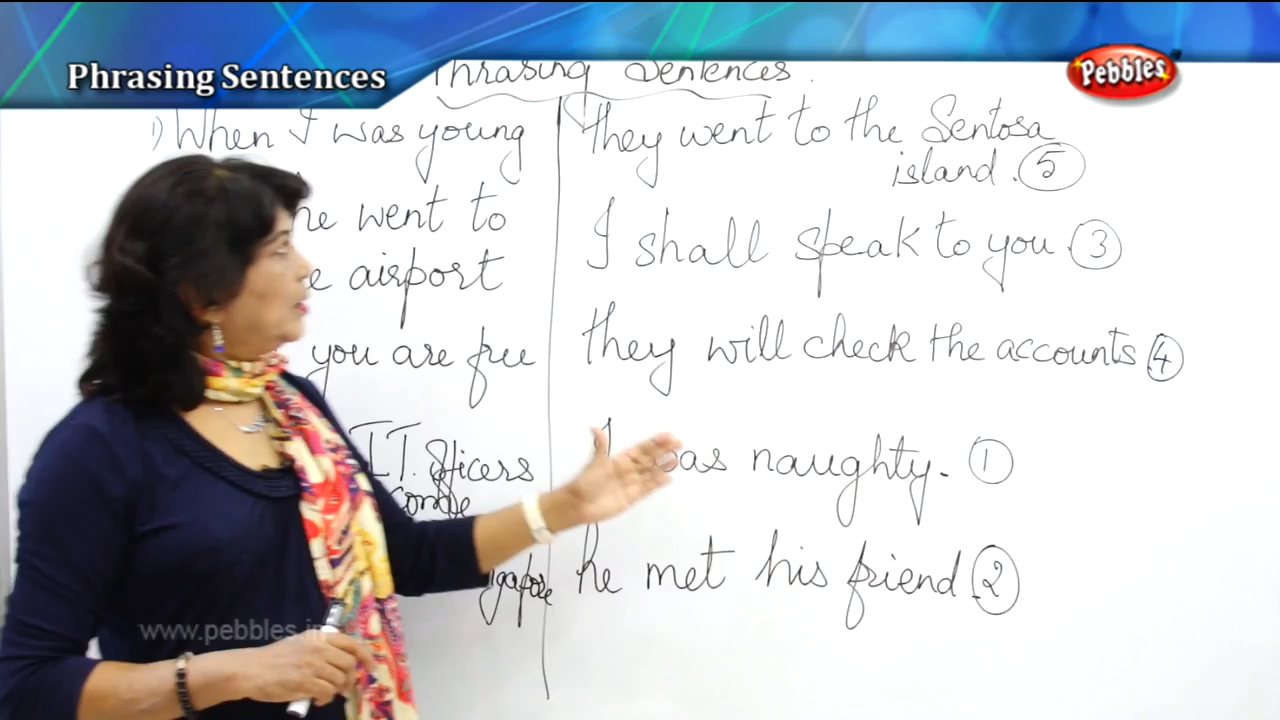 Phrasing Sentences
Pebbles
Phrasing Sentences.
1) When I was young
he went to
airport
you are free
I.T. Officers
come
they went to the Sentosa
island. 5
I shall speak to you. 3
they will check the accounts. 4
I was naughty. 1
he met his friend. 2
www.pebbles.in